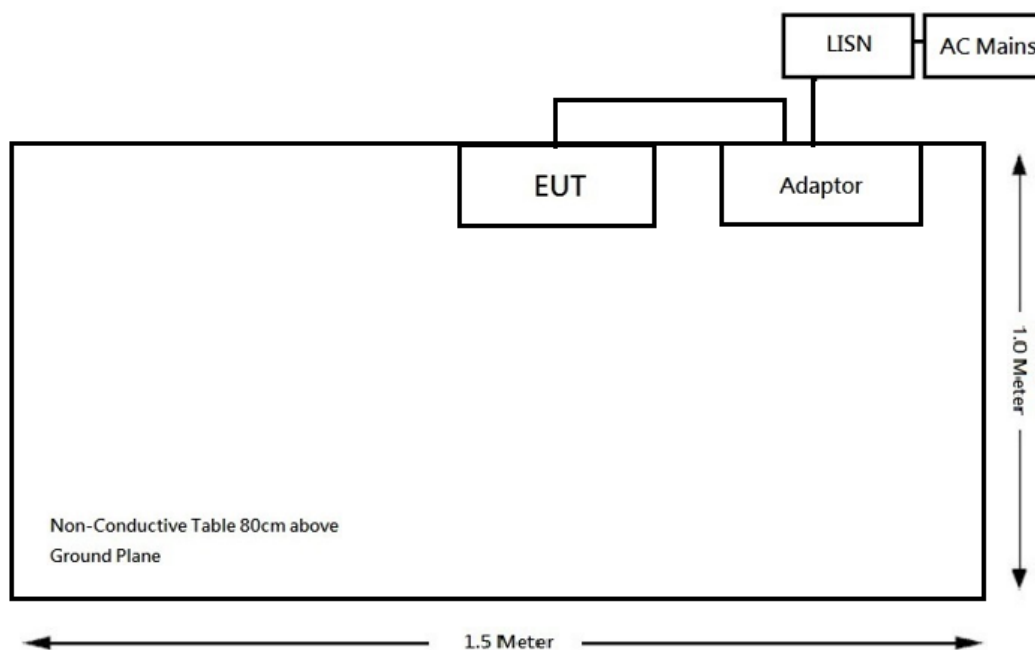 LISN
AC Mains
EUT
Adaptor
1.0 Meter
Non-Conductive Table 80cm above
Ground Plane
1.5 Meter